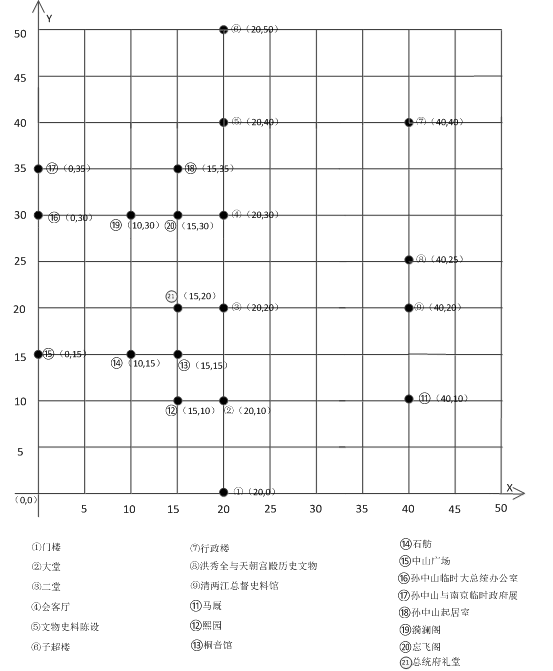 Y
50
⑥（20,50）
45
40
⑤（20,40）
⑦（40,40）
35
⑰（0,35）
⑱（15,35）
30
⑯（0,30）
⑲（10,30）
⑳（15,30）
④（20,30）
25
⑧（40,25）
20
㉑（15,20）
③（20,20）
⑨（40,20）
15
⑮（0,15）
⑭（10,15）
⑬（15,15）
10
⑫（15,10）
②（20,10）
⑪（40,10）
5
①（20,0）
X
（0,0）
5 10 15 20 25 30 35 40 45 50
①门楼
②大堂
③二堂
④会客厅
⑤文物史料陈设
⑥子超楼
⑦行政楼
⑧洪秀全与天朝宫殿历史文物
⑨清两江总督史料馆
⑪马厩
⑫熙园
⑬桐音馆
⑭石舫
⑮中山广场
⑯孙中山临时大总统办公室
⑰孙中山与南京临时政府展
⑱孙中山起居室
⑲漪澜阁
⑳忘飞阁
㉑总统府礼堂